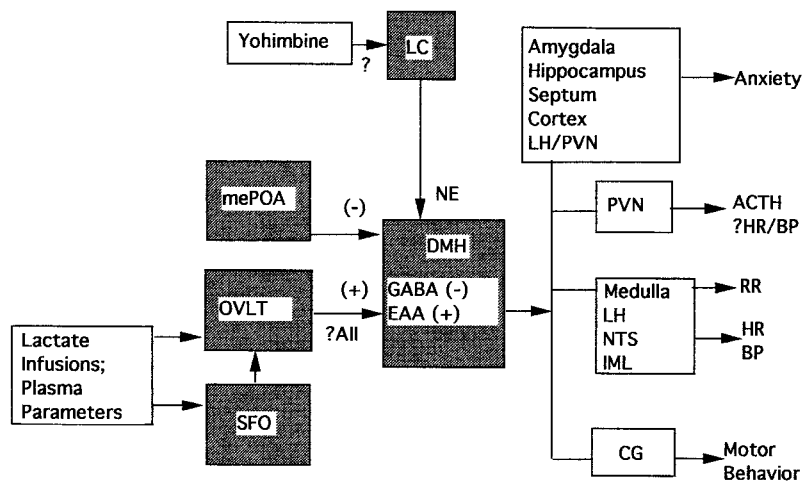 Yohimbine
?
LC
Amygdala
Hippocampus
Septum
Cortex
LH/PVN
Anxiety
mePOA
(-)
NE
PVN
ACTH
?HR/BP
DMH
GABA (-)
EAA (+)
OVLT
(+)
?AII
Medulla
LH
NTS
IML
RR
HR
BP
Lactate
Infusions;
Plasma
Parameters
SFO
CG
Motor
Behavior